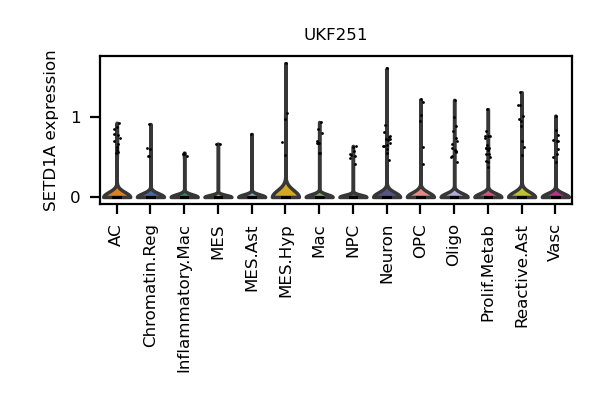 UKF251
SETD1A expression
1
0
AC
Chromatin.Reg
Inflammatory.Mac
MES
MES.Ast
MES.Hyp
Mac
NPC
Neuron
OPC
Oligo
Prolif.Metab
Reactive.Ast
Vasc